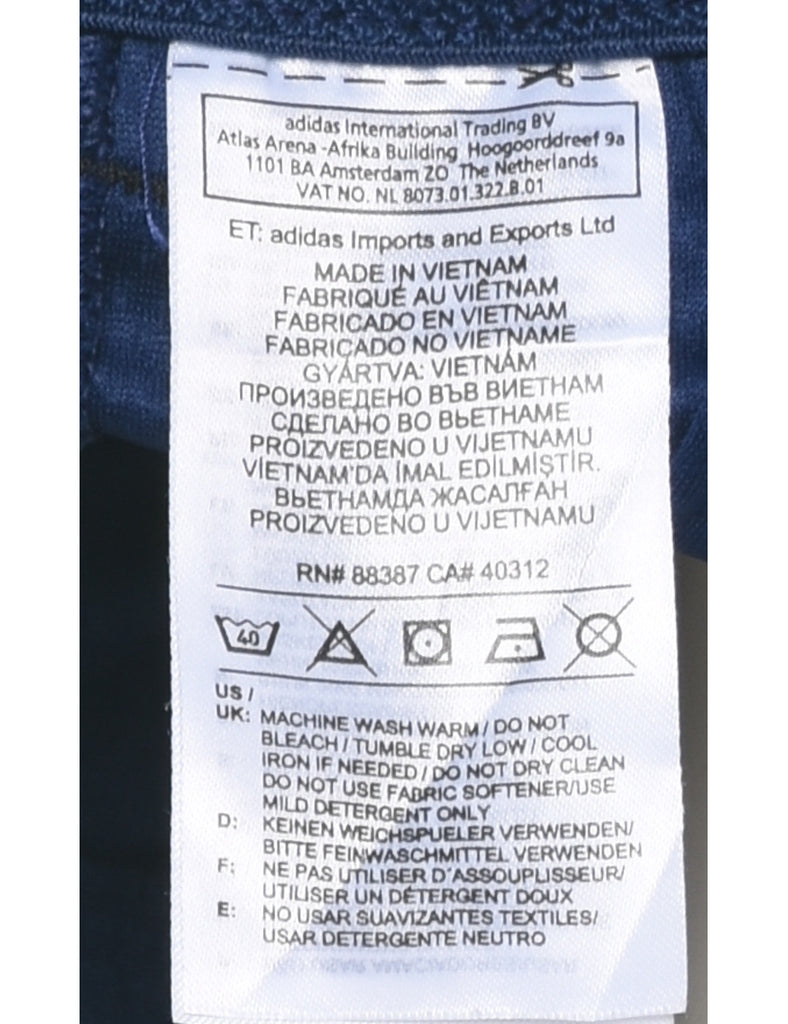 adidas International Trading BV
Atlas Arena -Afrika Building, Hoogoorddreef 9a
1101 BA Amsterdam ZO The Netherlands
VAT NO. NL 8073.01.322.B.01
ET: adidas Imports and Exports Ltd
MADE IN VIETNAM
FABRIQUÉ AU VIÊTNAM
FABRICADO EN VIETNAM
FABRICADO NO VIETNAME
GYÁRTVA: VIETNÁM
ПРОИЗВЕДЕНО ВЪВ ВИЕТНАМ
СДЕЛАНО ВО ВЬЕТНАМЕ
PROIZVEDENO U VIJETNAMU
VİETNAM'DA İMAL EDİLMİŞTİR.
ВЬЕТНАМДА ЖАСАЛҒАН
PROIZVEDENO U VIJETNAMU
RN# 88387 CA# 40312
40
US /
UK: MACHINE WASH WARM / DO NOT
BLEACH / TUMBLE DRY LOW / COOL
IRON IF NEEDED / DO NOT DRY CLEAN
DO NOT USE FABRIC SOFTENER/USE
MILD DETERGENT ONLY
D: KEINEN WEICHSPUELER VERWENDEN/
BITTE FEINWASCHMITTEL VERWENDEN
F: NE PAS UTILISER D'ASSOUPLISSEUR/
UTILISER UN DÉTERGENT DOUX
E: NO USAR SUAVIZANTES TEXTILES/
USAR DETERGENTE NEUTRO